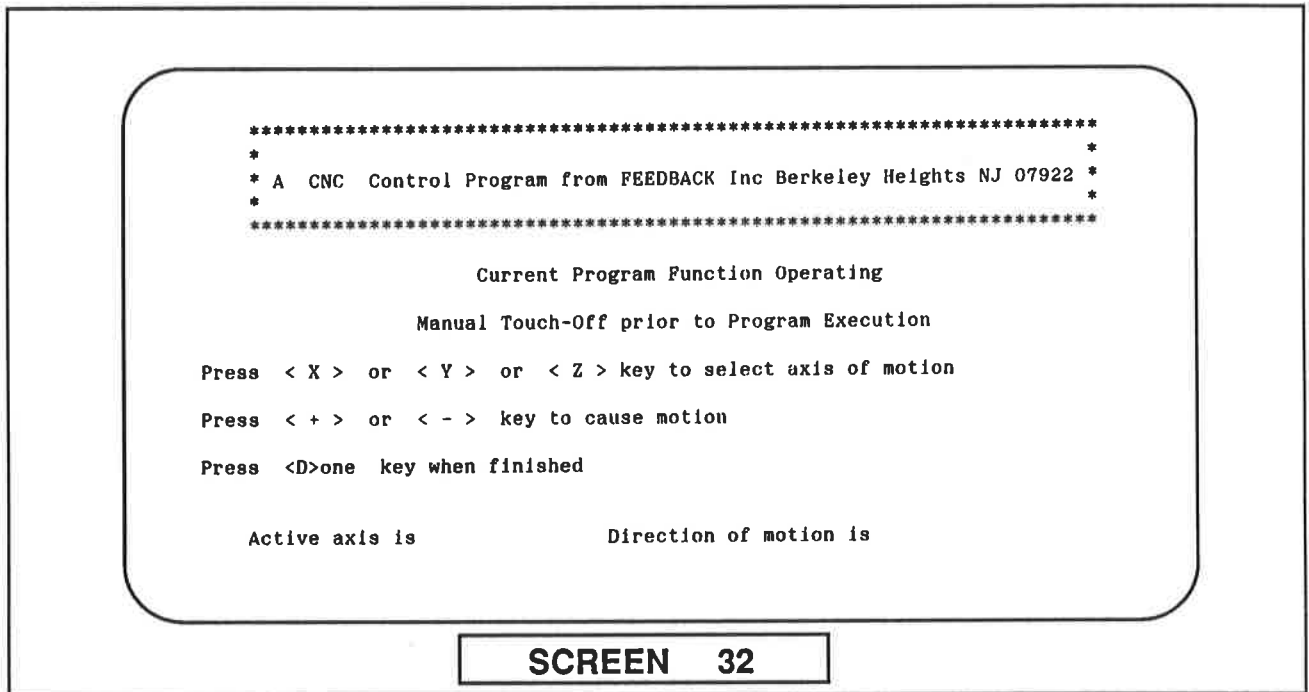 ***********************************************************************
* *
* A CNC Control Program from FEEDBACK Inc Berkeley Heights NJ 07922 *
* *
***********************************************************************
Current Program Function Operating
Manual Touch-Off prior to Program Execution
Press < X > or < Y > or < Z > key to select axis of motion
Press < + > or < - > key to cause motion
Press <D>one key when finished
Active axis is Direction of motion is
SCREEN 32